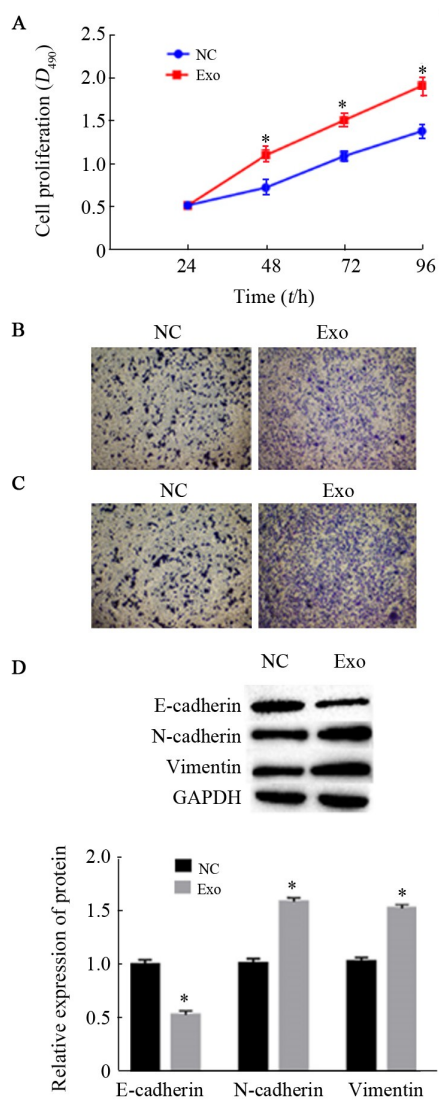 A
Cell proliferation (D490)
2.5
2.0
1.5
1.0
0.5
0
NC
Exo
*
*
*
24 48 72 96
Time (t/h)
B
NC Exo
C
NC Exo
D
NC Exo
E-cadherin
N-cadherin
Vimentin
GAPDH
Relative expression of protein
2.0
1.5
1.0
0.5
0
NC
Exo
*
*
*
E-cadherin N-cadherin Vimentin